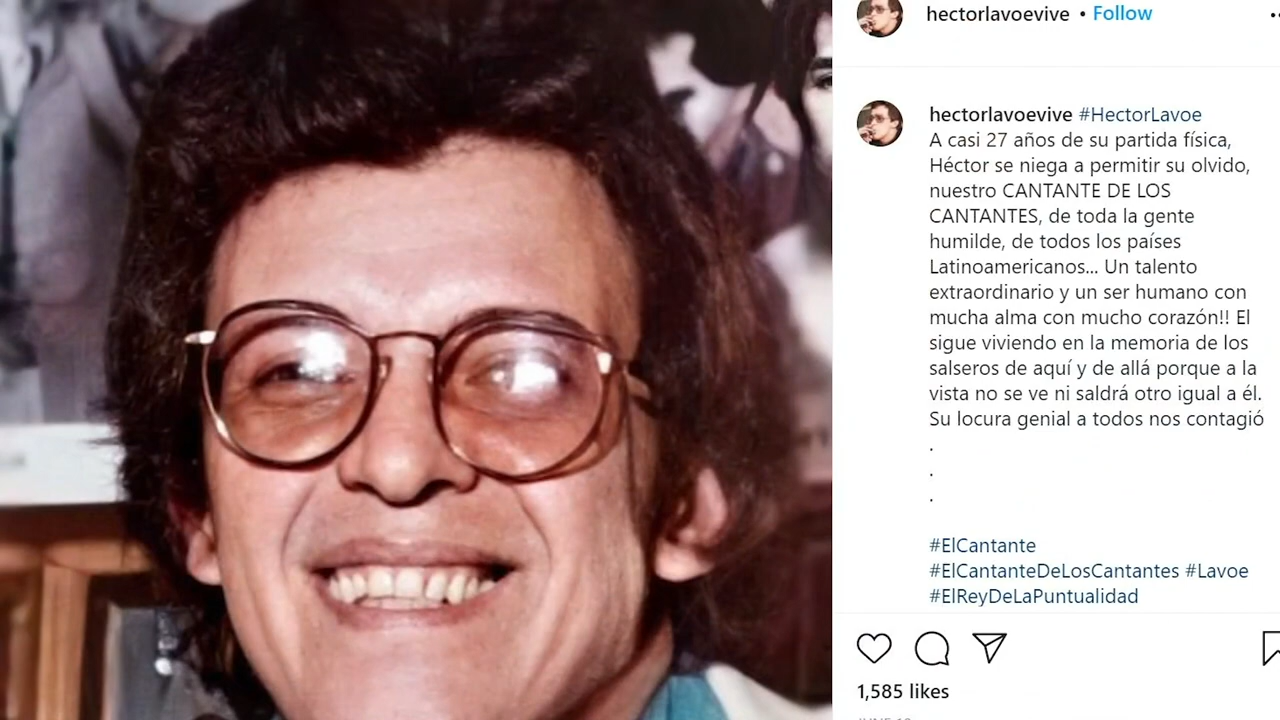 hectorlavoevive • Follow
hectorlavoevive #HectorLavoe
A casi 27 años de su partida física,
Héctor se niega a permitir su olvido,
nuestro CANTANTE DE LOS
CANTANTES, de toda la gente
humilde, de todos los países
Latinoamericanos... Un talento
extraordinario y un ser humano con
mucha alma con mucho corazón!! El
sigue viviendo en la memoria de los
salseros de aquí y de allá porque a la
vista no se ve ni saldrá otro igual a él.
Su locura genial a todos nos contagió
.
.
.
#ElCantante
#ElCantanteDeLosCantantes #Lavoe
#ElReyDeLaPuntualidad
1,585 likes